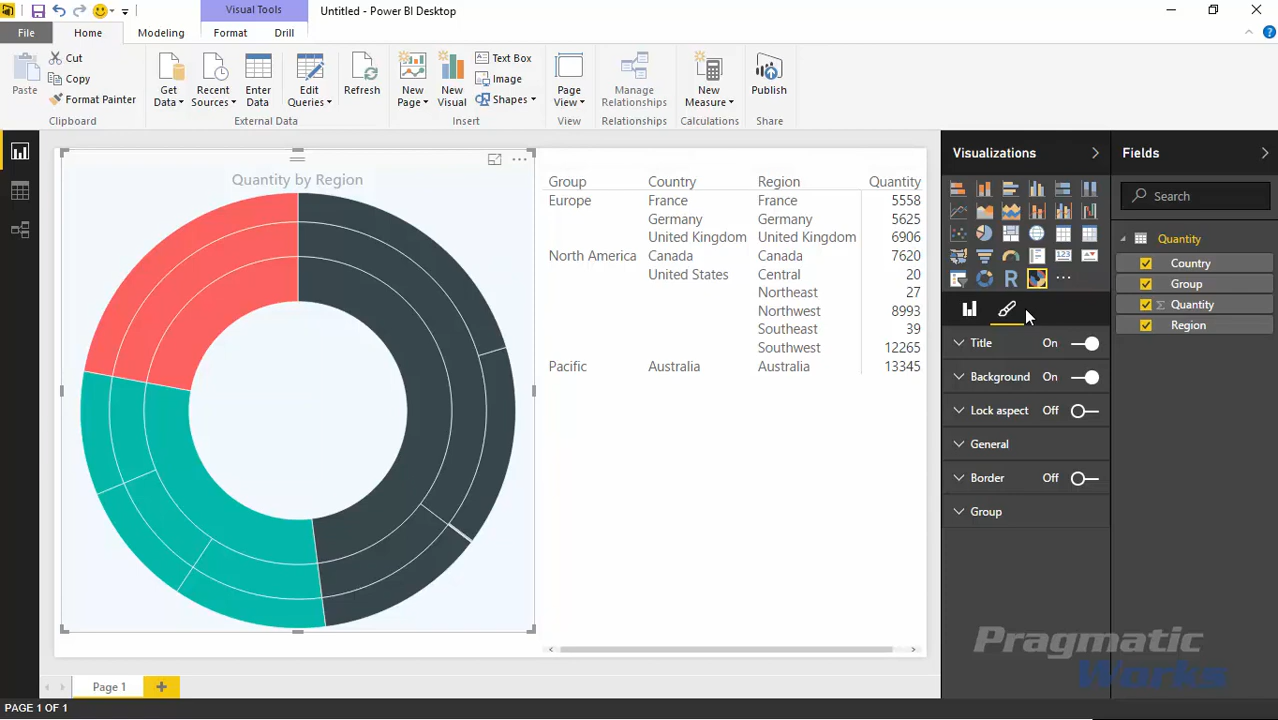 Visual Tools
Untitled - Power BI Desktop
File Home Modeling Format Drill
Paste
Cut
Copy
Format Painter
Clipboard
Get Data
Recent Sources
Enter Data
Edit Queries
Refresh
External Data
New Page
New Visual
Text Box
Image
Shapes
Insert
Page View
View
Manage Relationships
Relationships
New Measure
Calculations
Publish
Share
Quantity by Region
Group Country Region Quantity
Europe France France 5558
Germany Germany 5625
United Kingdom United Kingdom 6906
North America Canada Canada 7620
United States Central 20
Northeast 27
Northwest 8993
Southeast 39
Southwest 12265
Pacific Australia Australia 13345
Visualizations
R
123
Title On
Background On
Lock aspect Off
General
Border Off
Group
Fields
Search
Quantity
Country
Group
Σ Quantity
Region
Pragmatic
Works
Page 1
PAGE 1 OF 1